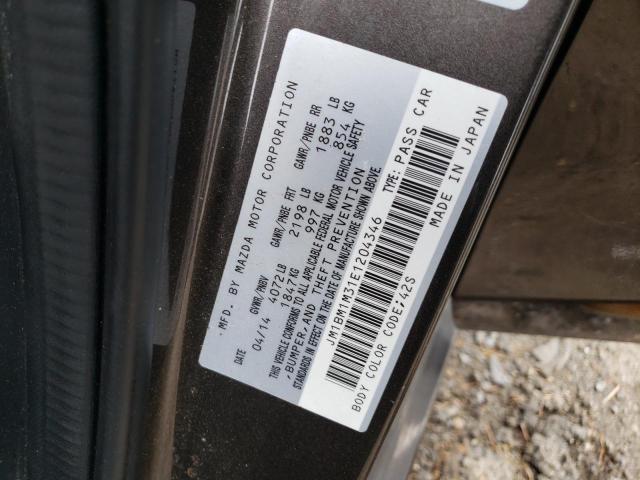 MFD. BY MAZDA MOTOR CORPORATION
DATE GVWR/PNBV GAWR/PNBE FRT GAWR/PNBE RR
04/14 4072LB 2198 LB 1883 LB
1847KG 997 KG 854 KG
THIS VEHICLE CONFORMS TO ALL APPLICABLE FEDERAL MOTOR VEHICLE SAFETY
,BUMPER, AND THEFT PREVENTION
STANDARDS IN EFFECT ON THE DATE OF MANUFACTURE SHOWN ABOVE.
JM1BM1M31E1204346 TYPE: PASS CAR
BODY COLOR CODE:42S MADE IN JAPAN